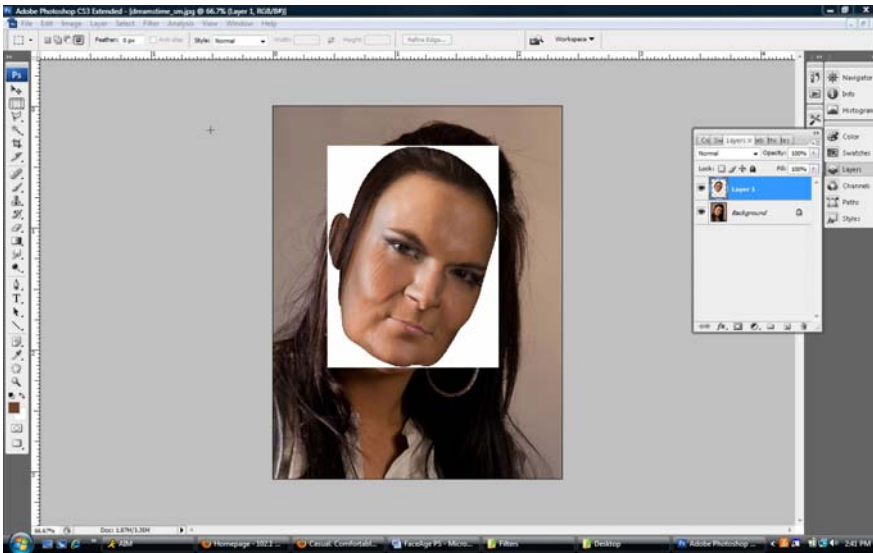 Adobe Photoshop CS3 Extended - [dreamstime_sm.jpg @ 66.7% (Layer 1, RGB/8*)]
File Edit Image Layer Select Filter Analysis View Window Help
Feather: 0 px Anti-alias Style: Normal Width: Height: Refine Edge... Workspace
Ps
Navigator
Info
Histogram
Color
Swatches
Layers
Channels
Paths
Styles
Layers x
Normal Opacity: 100%
Lock: Fill: 100%
Layer 1
Background
66.67% Doc: 1.87M/3.30M
AIM Homepage - 102.1 ... Casual, Comfortabl... FaceAge PS - Micro... Filters Desktop Adobe Photoshop ... 2:41 PM